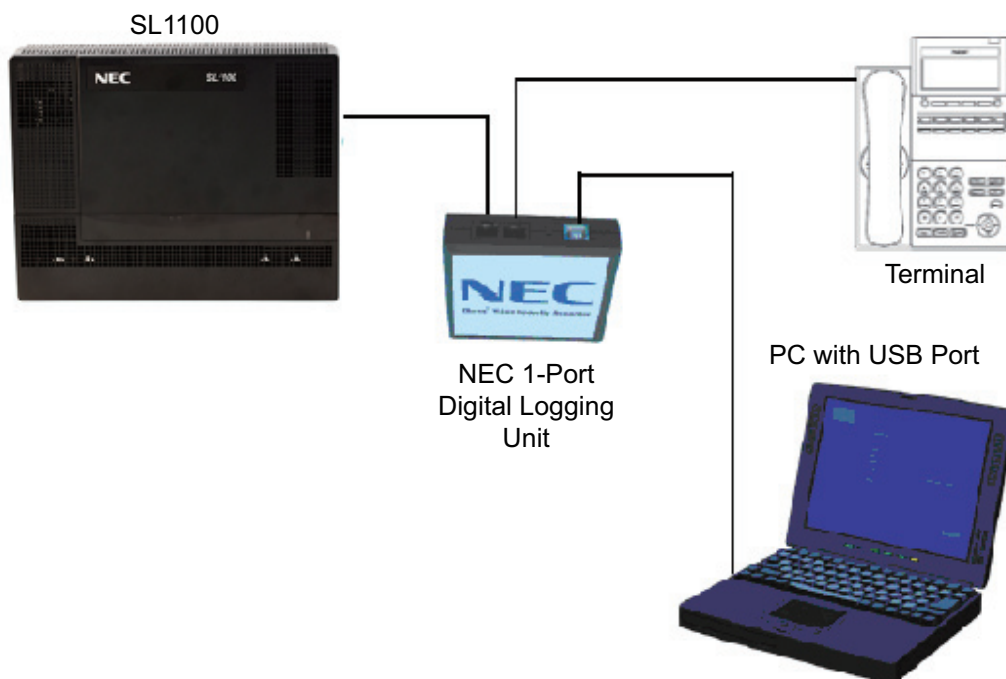 SL1100
NEC
SL1100
Terminal
NEC
NEC 1-Port
Digital Logging
Unit
PC with USB Port